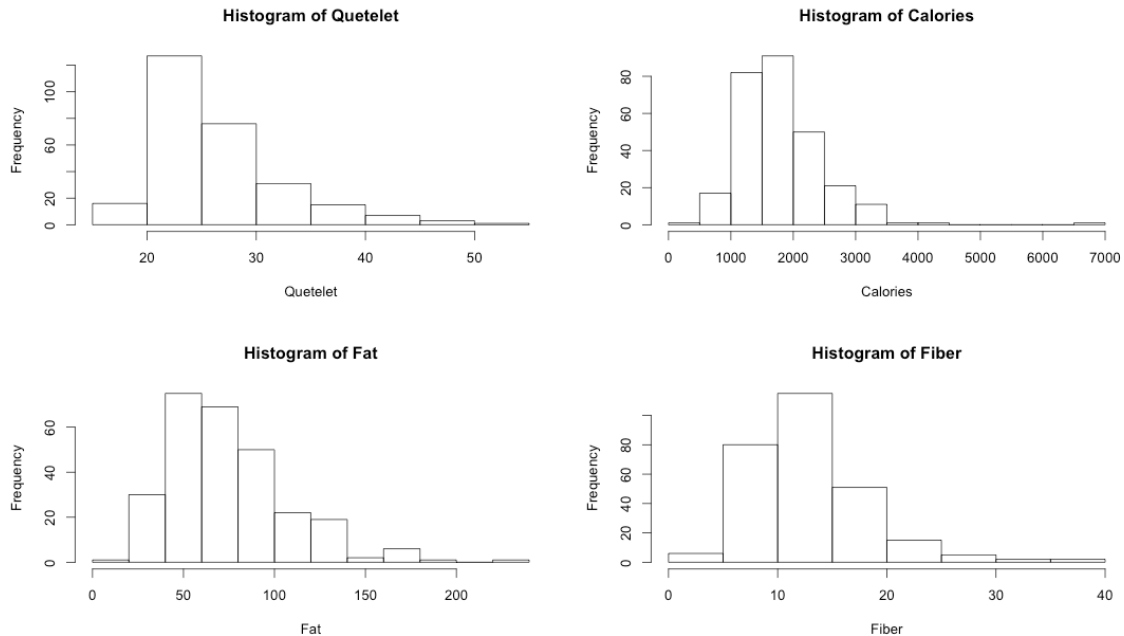 Histogram of Quetelet
Frequency
0 20 60 100
20 30 40 50
Quetelet
Histogram of Calories
Frequency
0 20 40 60 80
0 1000 2000 3000 4000 5000 6000 7000
Calories
Histogram of Fat
Frequency
0 20 40 60
0 50 100 150 200
Fat
Histogram of Fiber
Frequency
0 20 40 60 80
0 10 20 30 40
Fiber